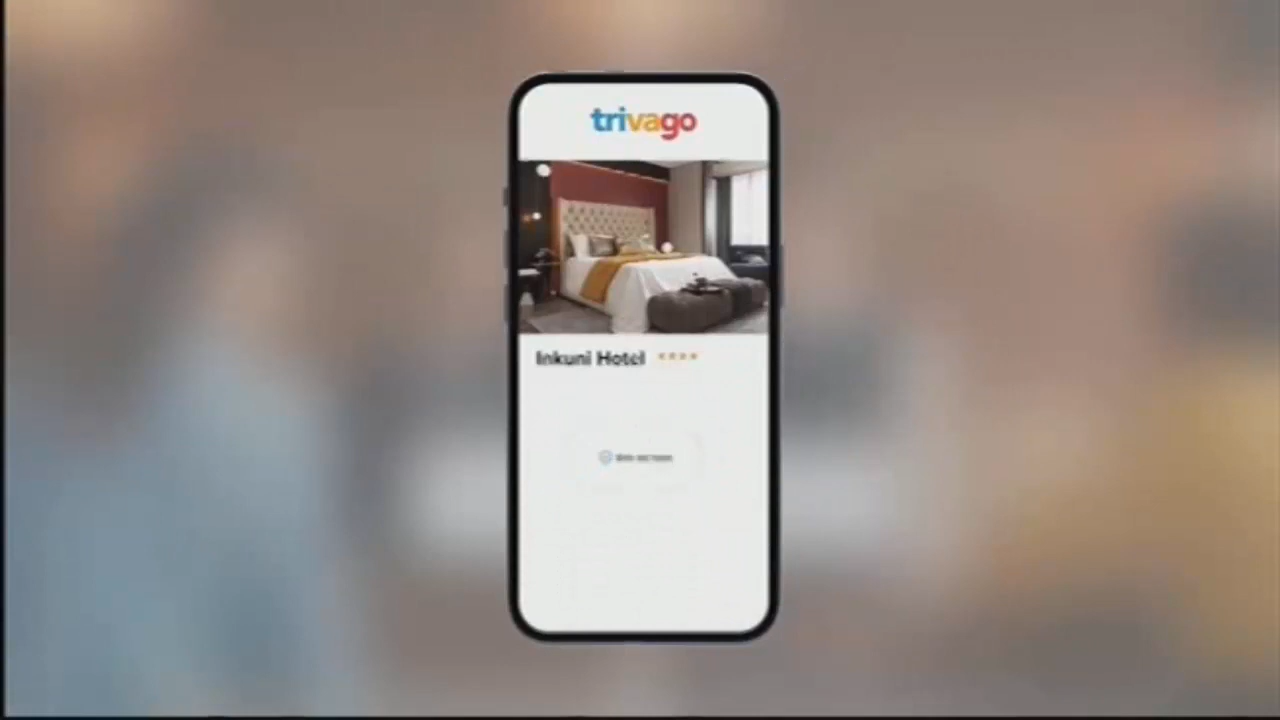 trivago
Inkuni Hotel ★★★★